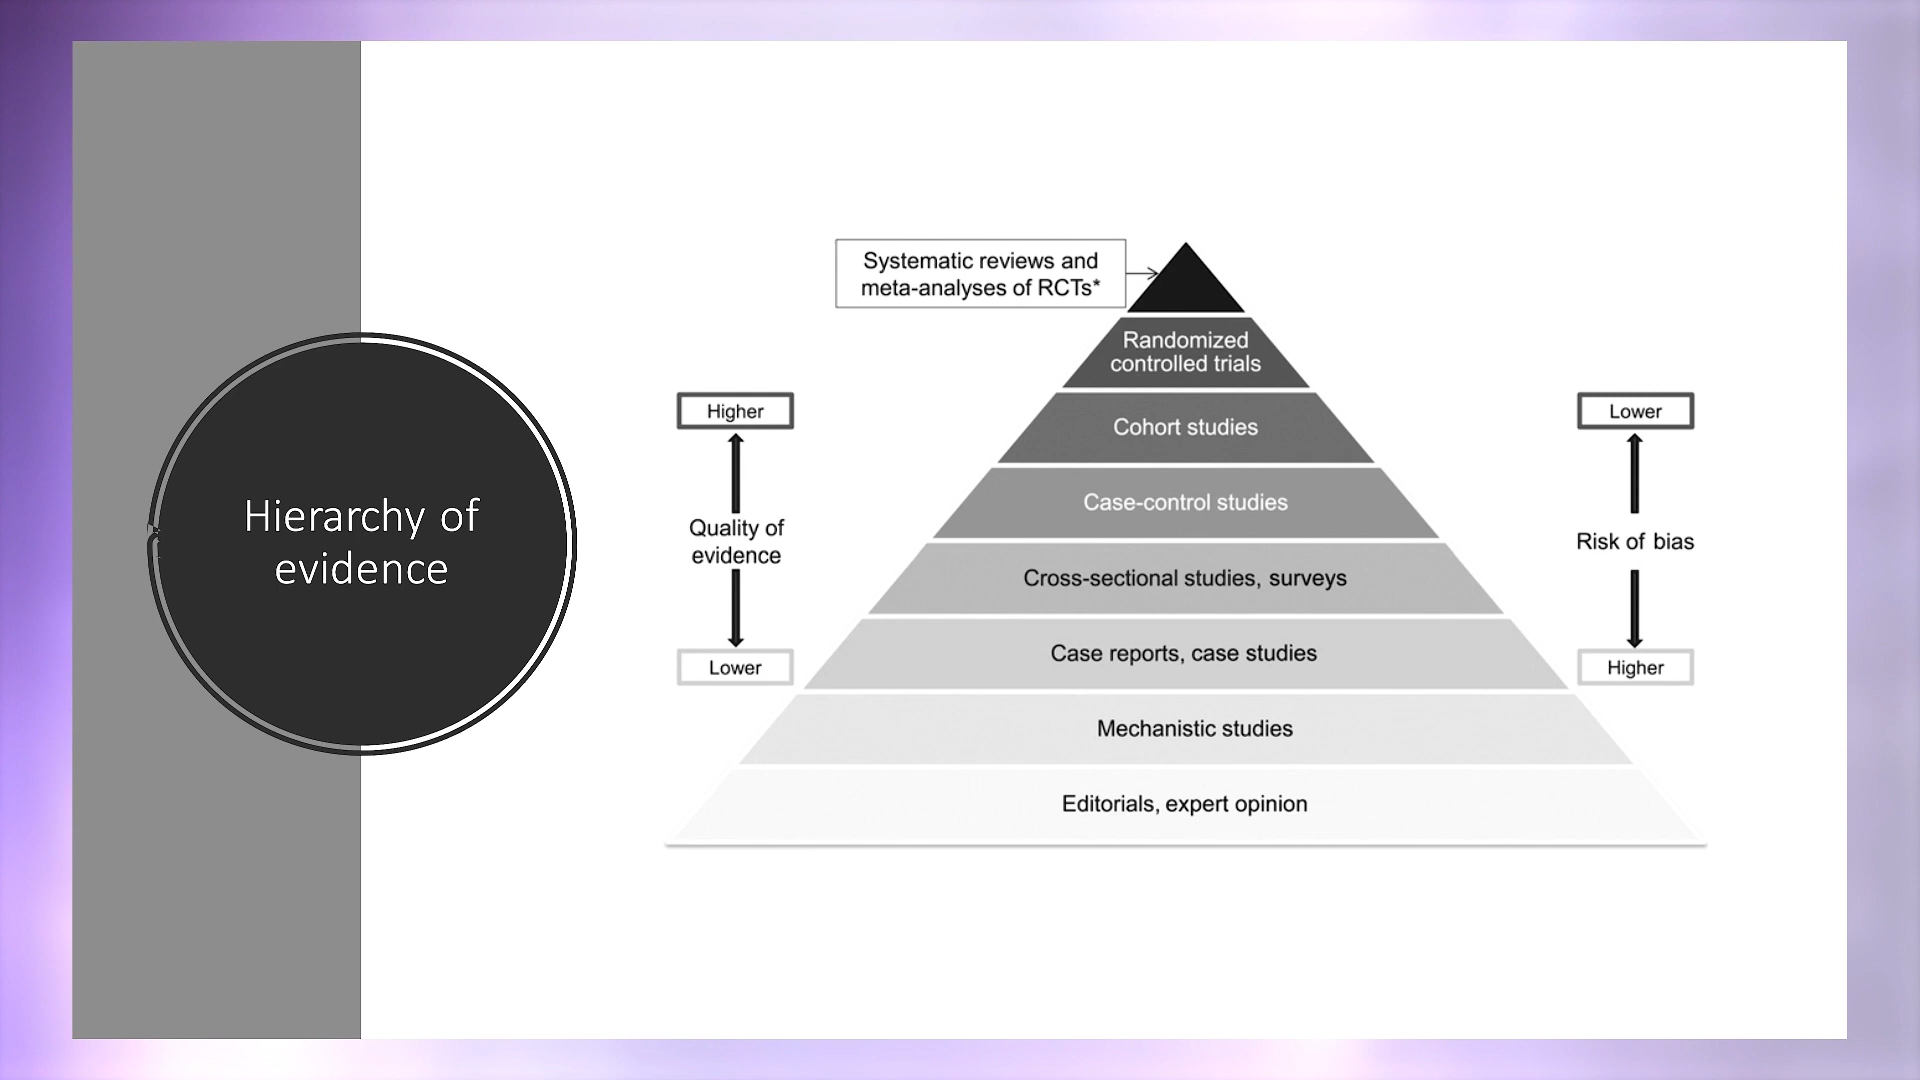 Hierarchy of
evidence
Systematic reviews and
meta-analyses of RCTs*
Randomized
controlled trials
Cohort studies
Case-control studies
Cross-sectional studies, surveys
Case reports, case studies
Mechanistic studies
Editorials, expert opinion
Higher
Quality of
evidence
Lower
Lower
Risk of bias
Higher